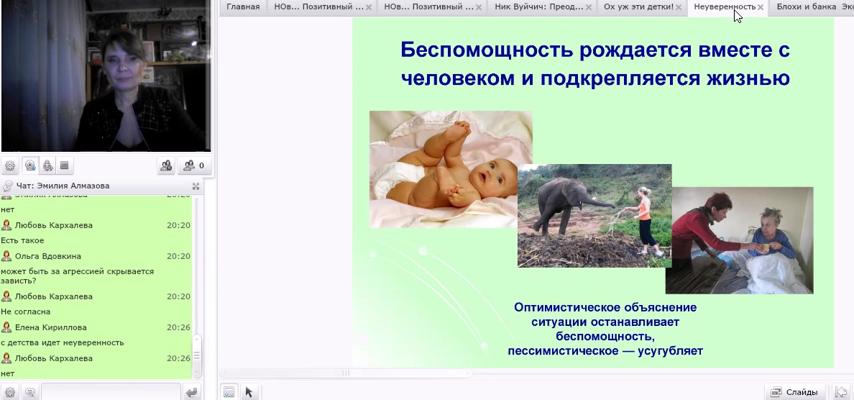 Главная
НОв... Позитивный ...
НОв... Позитивный ...
Ник Вуйчич: Преод...
Ох уж эти детки!
Неуверенность
Блохи и банка
Экс
Беспомощность рождается вместе с
человеком и подкрепляется жизнью
Оптимистическое объяснение
ситуации останавливает
беспомощность,
пессимистическое — усугубляет
0
Чат: Эмилия Алмазова
нет
Любовь Кархалева 20:20
Есть такое
Ольга Вдовкина 20:20
может быть за агрессией скрывается
зависть?
Любовь Кархалева 20:20
Не согласна
Елена Кириллова 20:26
с детства идет неуверенность
Любовь Кархалева 20:26
нет
Слайды